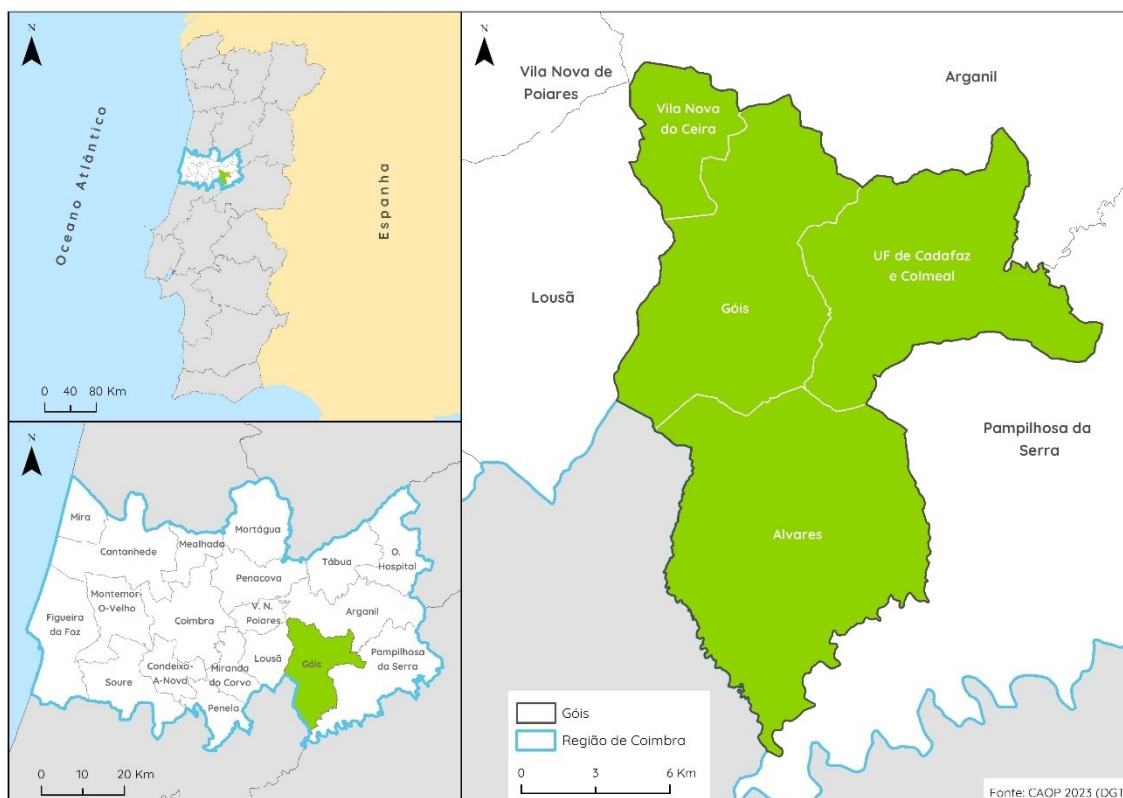 N
Oceano Atlântico
Espanha
0 40 80 Km
N
Mira
Cantanhede
Mealhada
Mortágua
Tábua
O.
Hospital
Penacova
Montemor-
O-Velho
Figueira
da Foz
Coimbra
V. N.
Poiares
Arganil
Soure
Condeixa-
A-Nova
Miranda
do Corvo
Lousã
Góis
Pampilhosa
da Serra
Penela
0 10 20 Km
N
Vila Nova de
Poiares
Arganil
Vila Nova
do Ceira
UF de Cadafaz
e Colmeal
Lousã
Góis
Pampilhosa da
Serra
Alvares
Góis
Região de Coimbra
0 3 6 Km
Fonte: CAOP 2023 (DGT